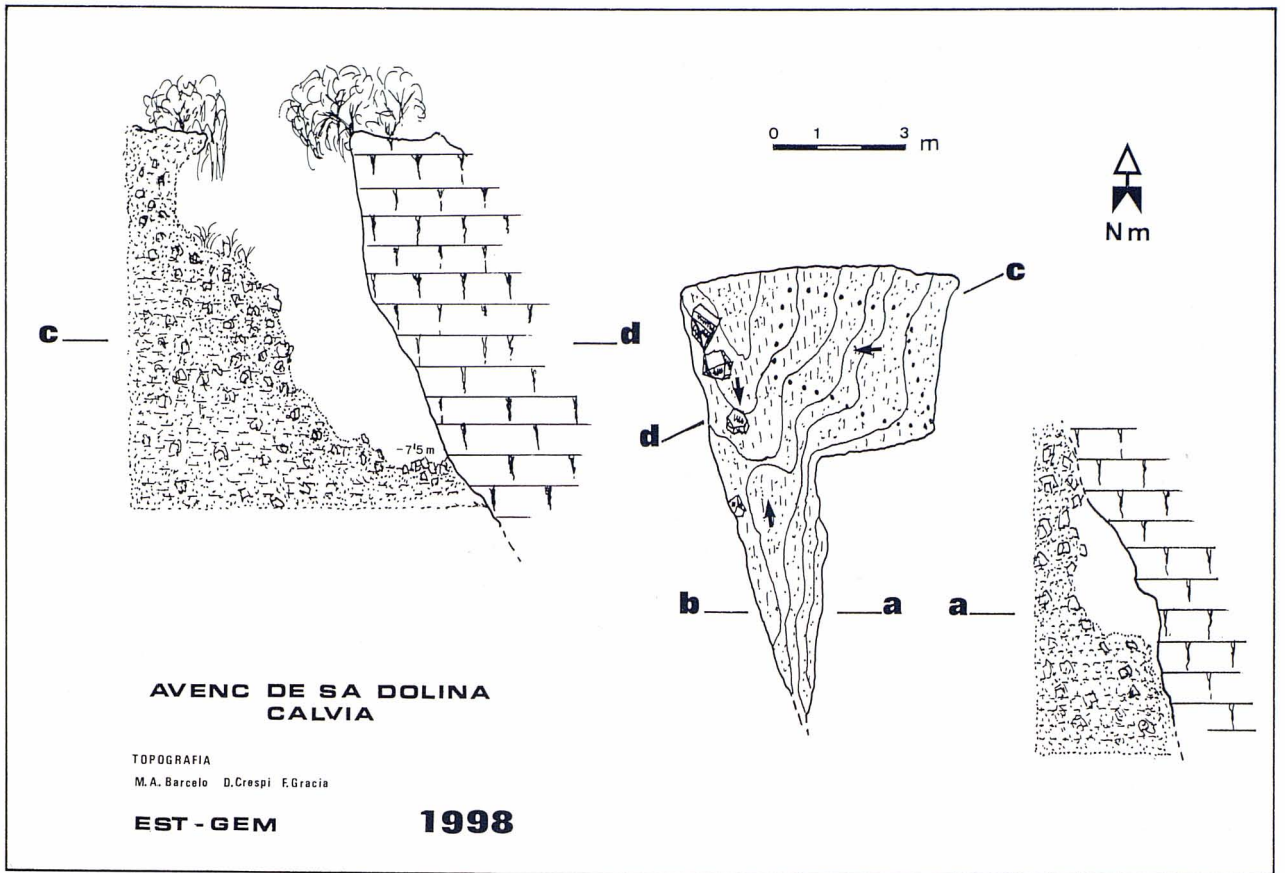 0 1 3 m
Nm
c
c
d
-7'5 m
d
b
a
a
AVENC DE SA DOLINA
CALVIA
TOPOGRAFIA
M.A. Barcelo D.Crespi F.Gracia
EST-GEM 1998